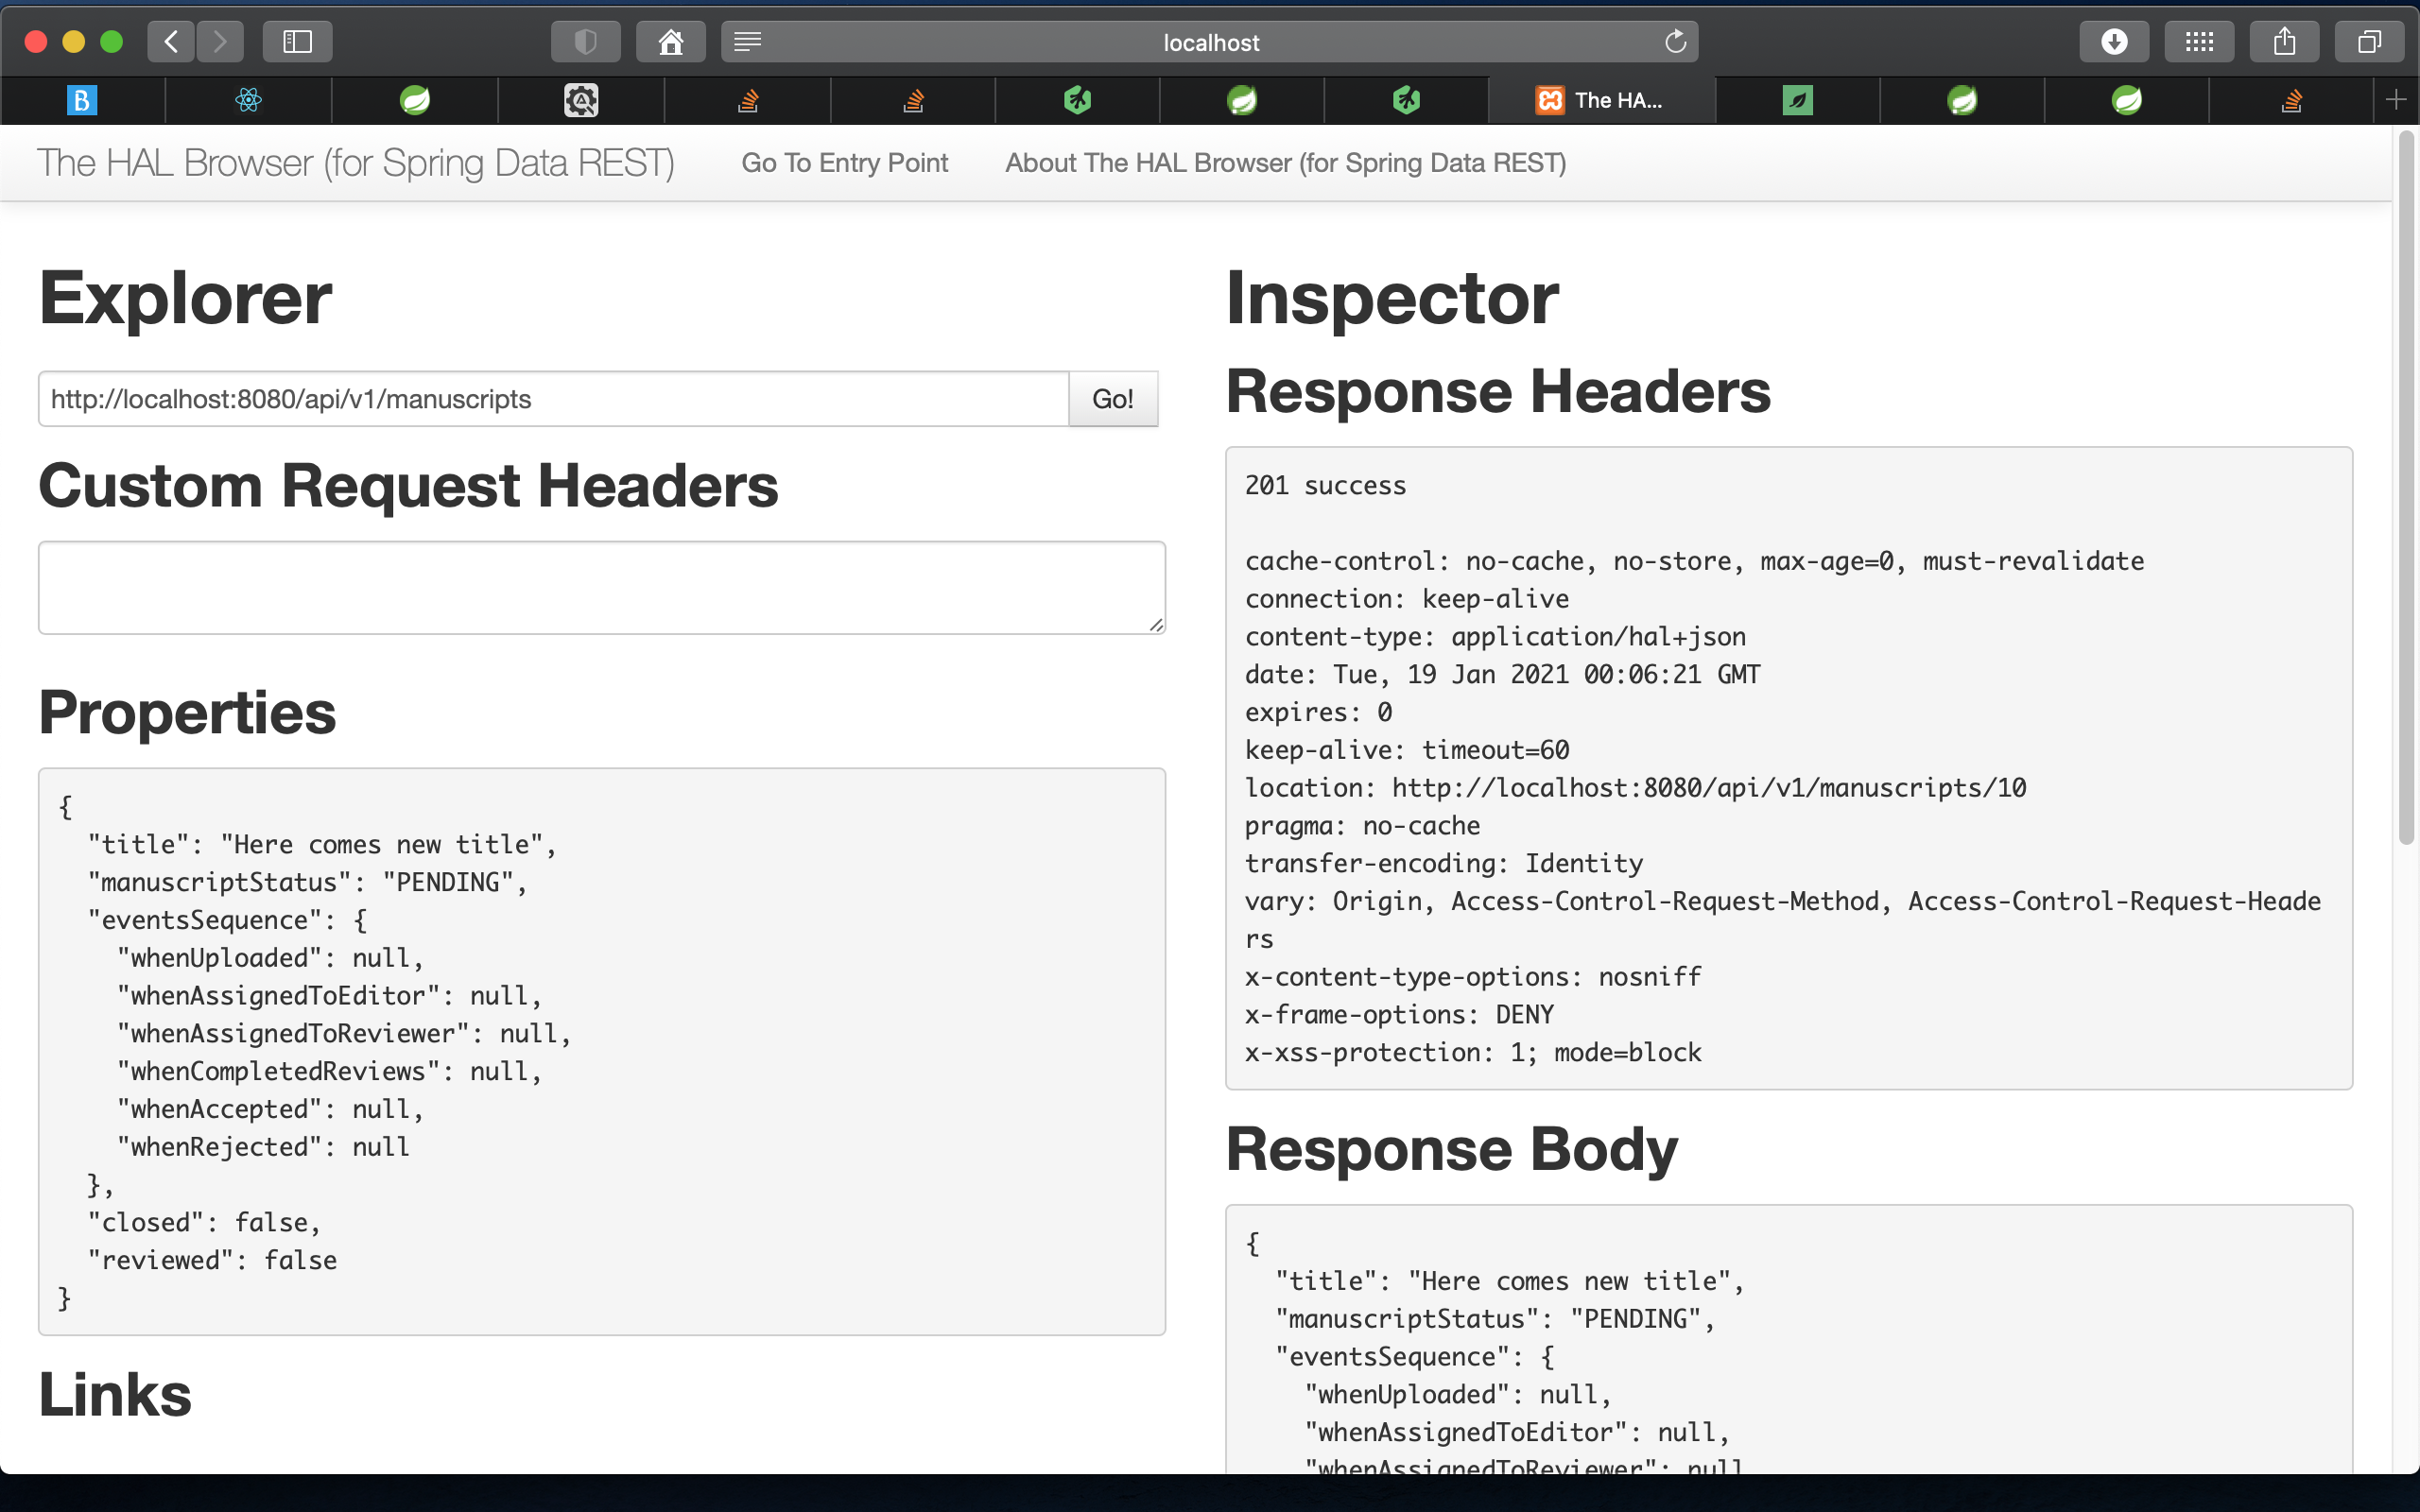 localhost
B
The HA...
The HAL Browser (for Spring Data REST)
Go To Entry Point
About The HAL Browser (for Spring Data REST)
Explorer
http://localhost:8080/api/v1/manuscripts
Go!
Custom Request Headers
Properties
{
"title": "Here comes new title",
"manuscriptStatus": "PENDING",
"eventsSequence": {
"whenUploaded": null,
"whenAssignedToEditor": null,
"whenAssignedToReviewer": null,
"whenCompletedReviews": null,
"whenAccepted": null,
"whenRejected": null
},
"closed": false,
"reviewed": false
}
Links
Inspector
Response Headers
201 success
cache-control: no-cache, no-store, max-age=0, must-revalidate
connection: keep-alive
content-type: application/hal+json
date: Tue, 19 Jan 2021 00:06:21 GMT
expires: 0
keep-alive: timeout=60
location: http://localhost:8080/api/v1/manuscripts/10
pragma: no-cache
transfer-encoding: Identity
vary: Origin, Access-Control-Request-Method, Access-Control-Request-Heade
rs
x-content-type-options: nosniff
x-frame-options: DENY
x-xss-protection: 1; mode=block
Response Body
{
"title": "Here comes new title",
"manuscriptStatus": "PENDING",
"eventsSequence": {
"whenUploaded": null,
"whenAssignedToEditor": null,
"whenAssignedToReviewer": null